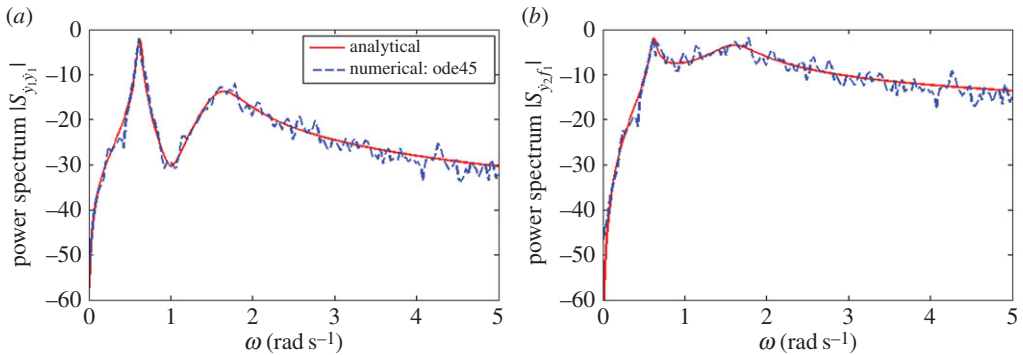 (a)
power spectrum |S_{ẏ₁ẏ₁}|
0
−10
−20
−30
−40
−50
−60
analytical
numerical: ode45
0 1 2 3 4 5
ω (rad s⁻¹)
(b)
power spectrum |S_{ẏ₂f₁}|
0
−10
−20
−30
−40
−50
−60
0 1 2 3 4 5
ω (rad s⁻¹)